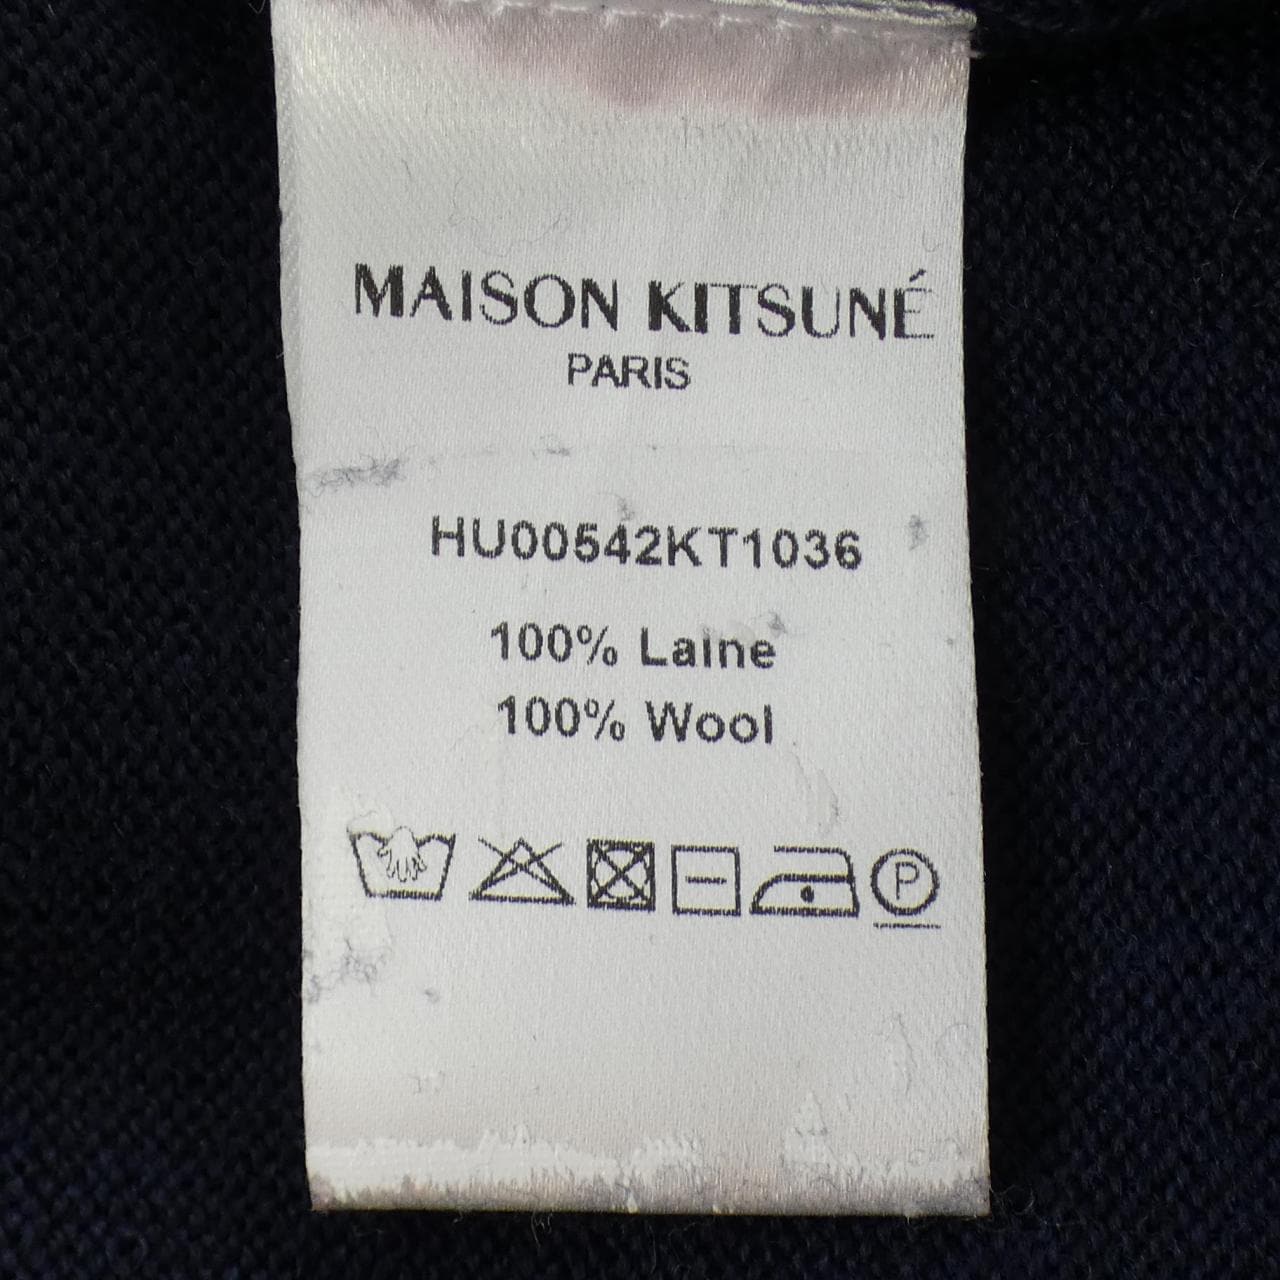 MAISON KITSUNÉ
PARIS
HU00542KT1036
100% Laine
100% Wool
P